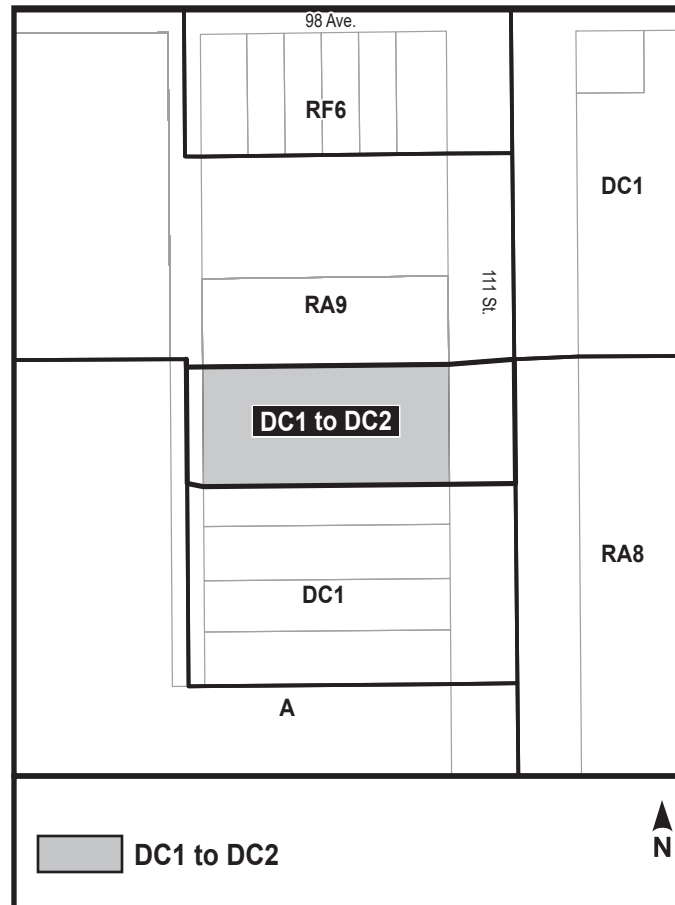 98 Ave.
RF6
DC1
111 St.
RA9
DC1 to DC2
RA8
DC1
A
DC1 to DC2
N